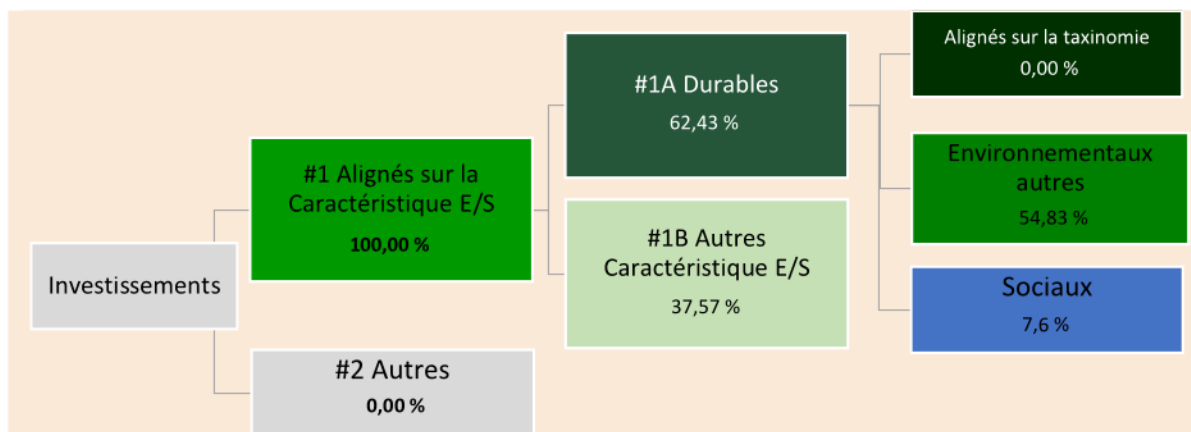 Investissements
#1 Alignés sur la
Caractéristique E/S
100,00 %
#2 Autres
0,00 %
#1A Durables
62,43 %
#1B Autres
Caractéristique E/S
37,57 %
Alignés sur la taxinomie
0,00 %
Environnementaux
autres
54,83 %
Sociaux
7,6 %